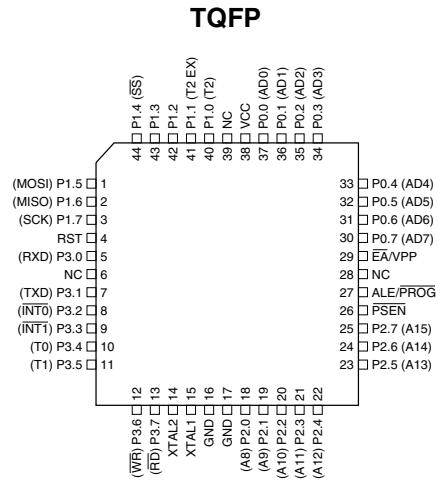 TQFP
P1.4 (SS)
P1.3
P1.2
P1.1 (T2 EX)
P1.0 (T2)
NC
VCC
P0.0 (AD0)
P0.1 (AD1)
P0.2 (AD2)
P0.3 (AD3)
44
43
42
41
40
39
38
37
36
35
34
(MOSI) P1.5 1
(MISO) P1.6 2
(SCK) P1.7 3
RST 4
(RXD) P3.0 5
NC 6
(TXD) P3.1 7
(INT0) P3.2 8
(INT1) P3.3 9
(T0) P3.4 10
(T1) P3.5 11
33 P0.4 (AD4)
32 P0.5 (AD5)
31 P0.6 (AD6)
30 P0.7 (AD7)
29 EA/VPP
28 NC
27 ALE/PROG
26 PSEN
25 P2.7 (A15)
24 P2.6 (A14)
23 P2.5 (A13)
12
13
14
15
16
17
18
19
20
21
22
(WR) P3.6
(RD) P3.7
XTAL2
XTAL1
GND
GND
(A8) P2.0
(A9) P2.1
(A10) P2.2
(A11) P2.3
(A12) P2.4